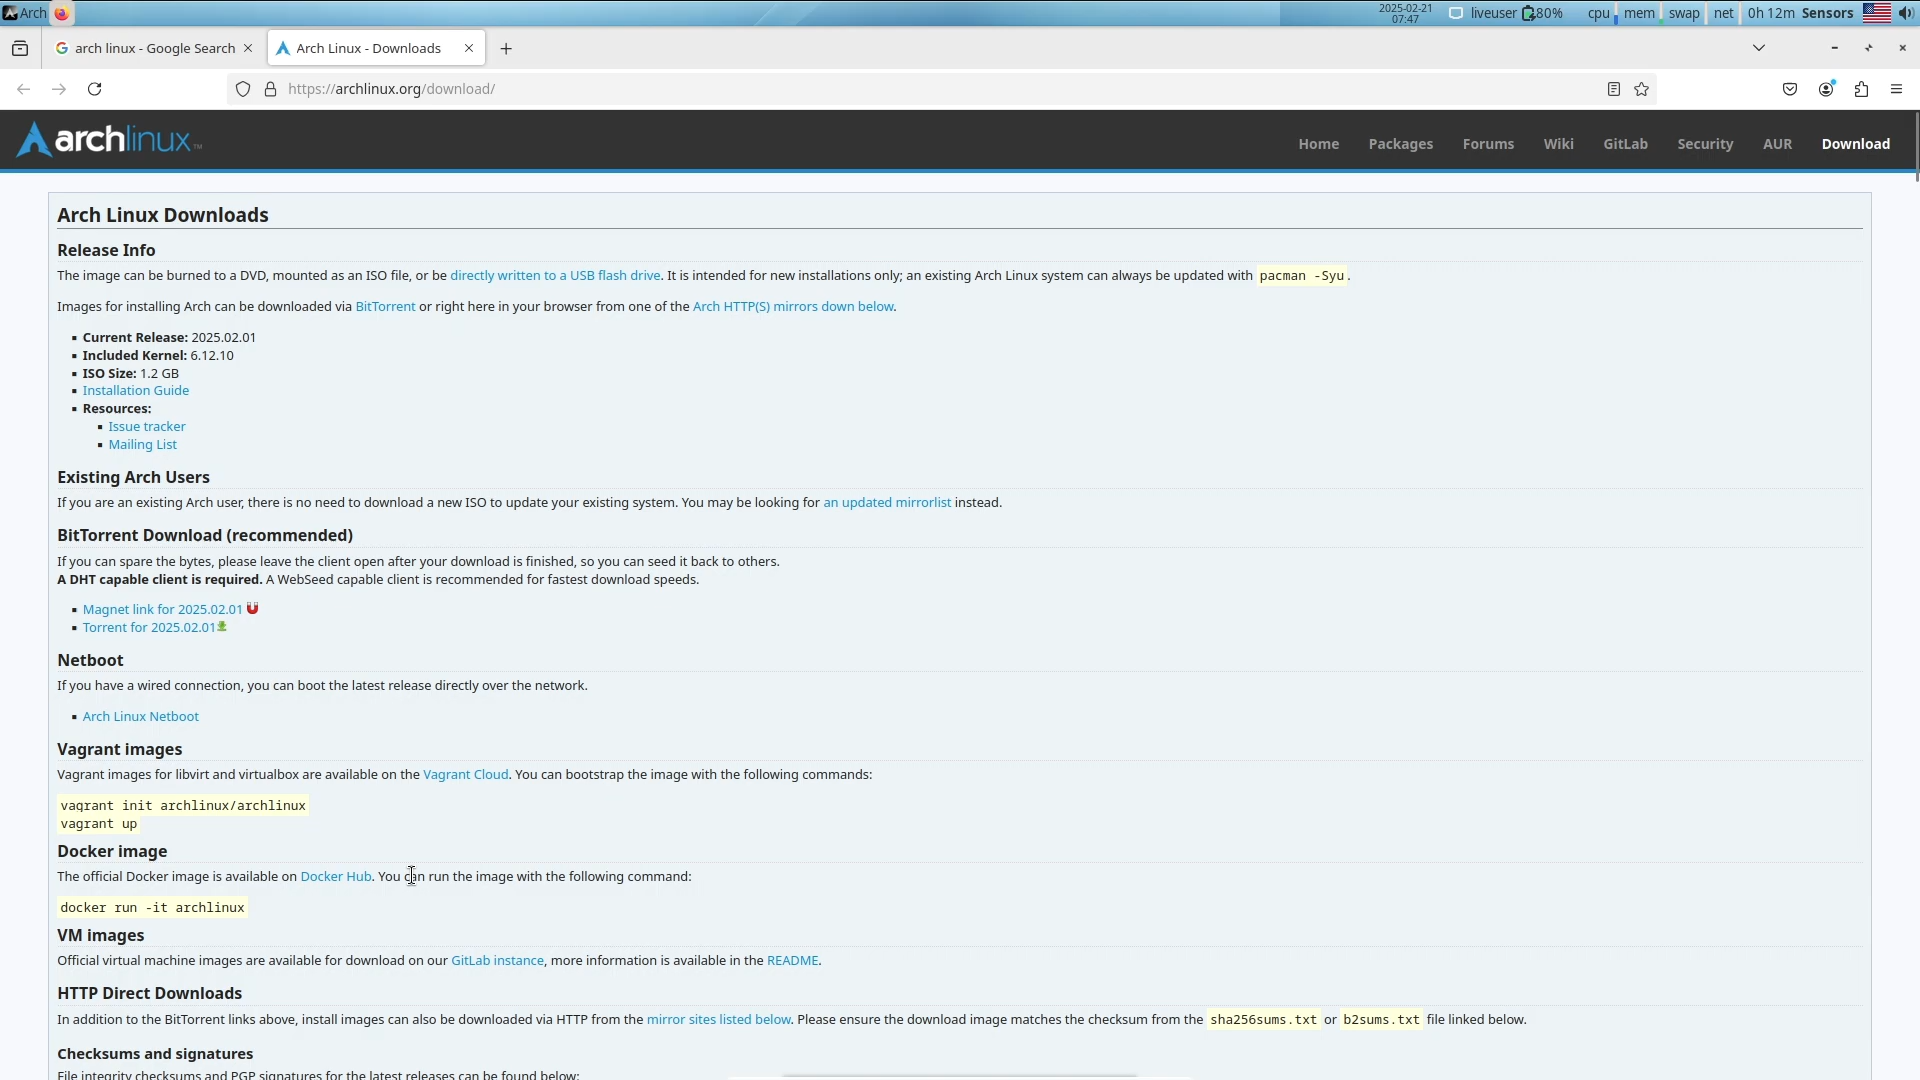 Arch
2025-02-21
07:47
liveuser 80% cpu mem swap net 0h 12m Sensors
arch linux - Google Search
Arch Linux - Downloads
https://archlinux.org/download/
archlinux™
Home Packages Forums Wiki GitLab Security AUR Download
Arch Linux Downloads
Release Info
The image can be burned to a DVD, mounted as an ISO file, or be directly written to a USB flash drive. It is intended for new installations only; an existing Arch Linux system can always be updated with pacman -Syu.
Images for installing Arch can be downloaded via BitTorrent or right here in your browser from one of the Arch HTTP(S) mirrors down below.
Current Release: 2025.02.01
Included Kernel: 6.12.10
ISO Size: 1.2 GB
Installation Guide
Resources:
Issue tracker
Mailing List
Existing Arch Users
If you are an existing Arch user, there is no need to download a new ISO to update your existing system. You may be looking for an updated mirrorlist instead.
BitTorrent Download (recommended)
If you can spare the bytes, please leave the client open after your download is finished, so you can seed it back to others.
A DHT capable client is required. A WebSeed capable client is recommended for fastest download speeds.
Magnet link for 2025.02.01
Torrent for 2025.02.01
Netboot
If you have a wired connection, you can boot the latest release directly over the network.
Arch Linux Netboot
Vagrant images
Vagrant images for libvirt and virtualbox are available on the Vagrant Cloud. You can bootstrap the image with the following commands:
vagrant init archlinux/archlinux
vagrant up
Docker image
The official Docker image is available on Docker Hub. You can run the image with the following command:
docker run -it archlinux
VM images
Official virtual machine images are available for download on our GitLab instance, more information is available in the README.
HTTP Direct Downloads
In addition to the BitTorrent links above, install images can also be downloaded via HTTP from the mirror sites listed below. Please ensure the download image matches the checksum from the sha256sums.txt or b2sums.txt file linked below.
Checksums and signatures
File integrity checksums and PGP signatures for the latest releases can be found below: